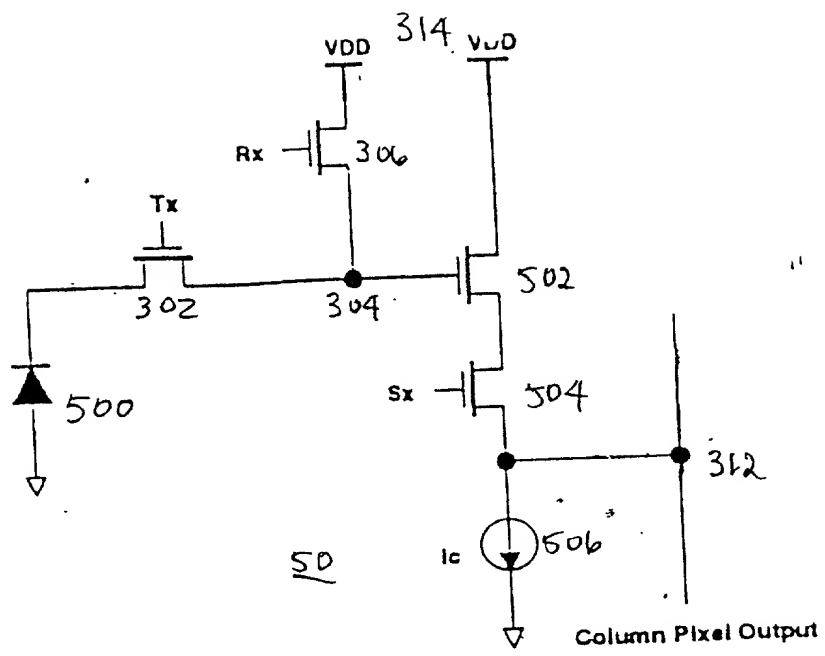 314
VDD
VDD
Rx
306
Tx
302
304
502
Sx
504
500
312
Ic
506
50
Column Pixel Output